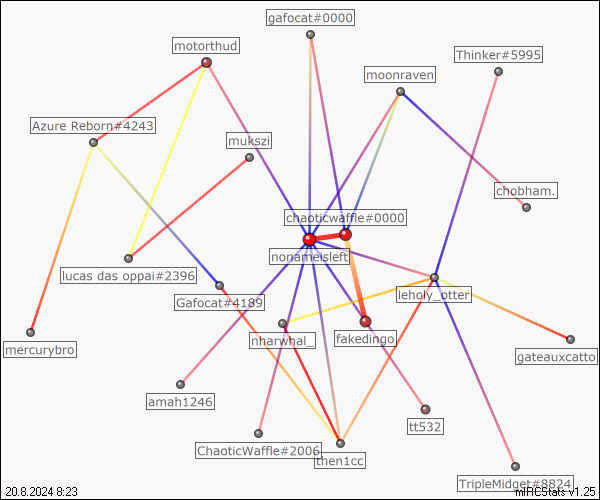 gafocat#0000
motorthud
Thinker#5995
moonraven
Azure Reborn#4243
mukszi
chobham.
chaoticwaffle#0000
nonameisleft
lucas das oppai#2396
leholy_otter
Gafocat#4189
nharwhal_
fakedingo
mercurybro
gateauxcatto
amah1246
tt532
ChaoticWaffle#2006
then1cc
TripleMidget#8824
20.8.2024 8:23
mIRCStats v1.25